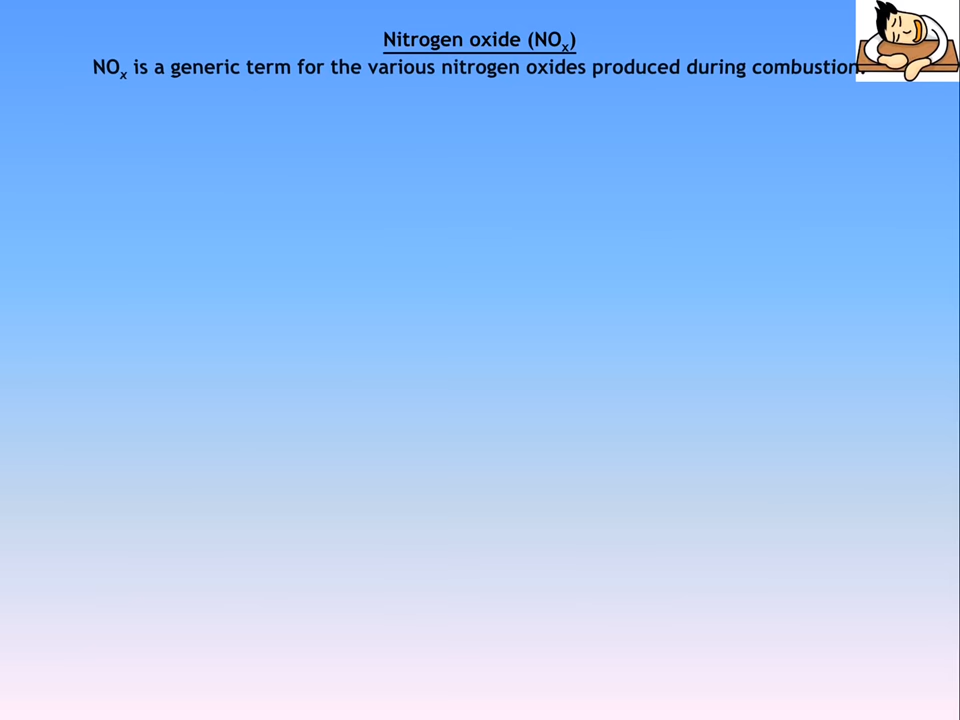 Nitrogen oxide (NOx)
NOx is a generic term for the various nitrogen oxides produced during combustion.